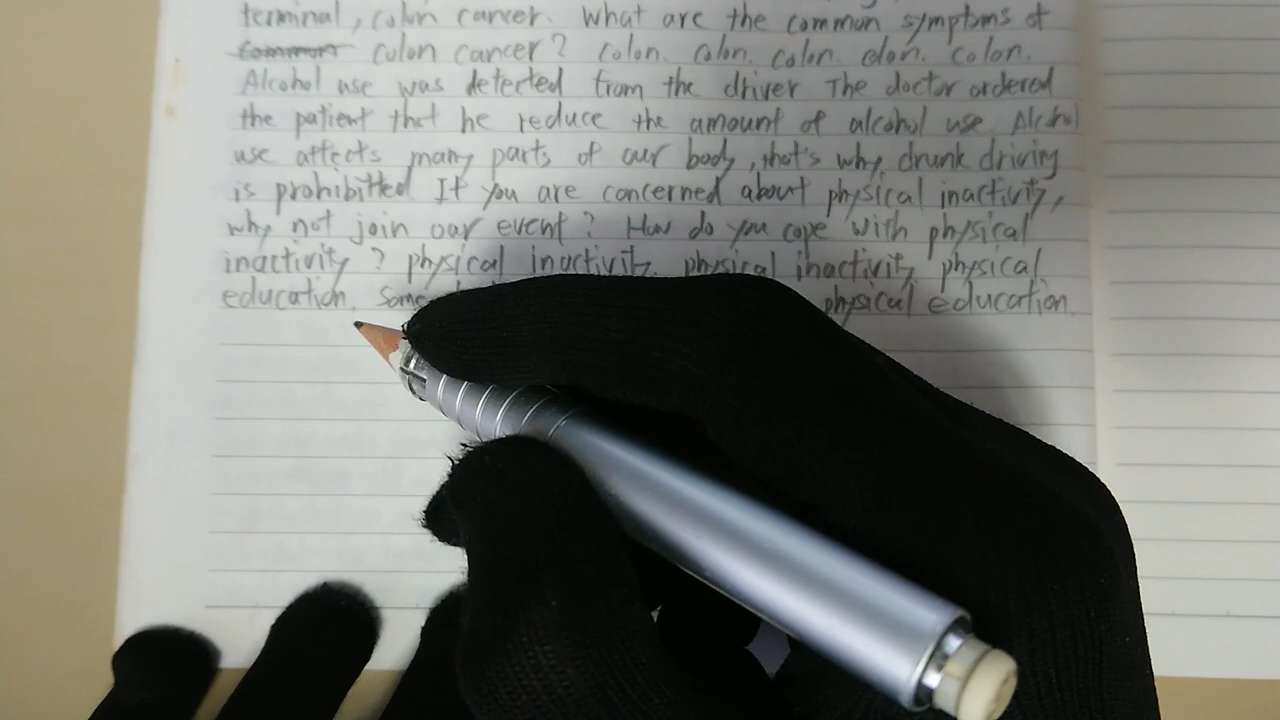 terminal, colon cancer. What are the common symptoms of
common colon cancer? colon. colon. colon. colon. colon.
Alcohol use was detected from the driver The doctor ordered
the patient that he reduce the amount of alcohol use. Alcohol
use affects many parts of our body, that's why drunk driving
is prohibitted If you are concerned about physical inactivity,
why not join our event? How do you cope with physical
inactivity? physical inactivity. physical inactivity physical
education. physical education.